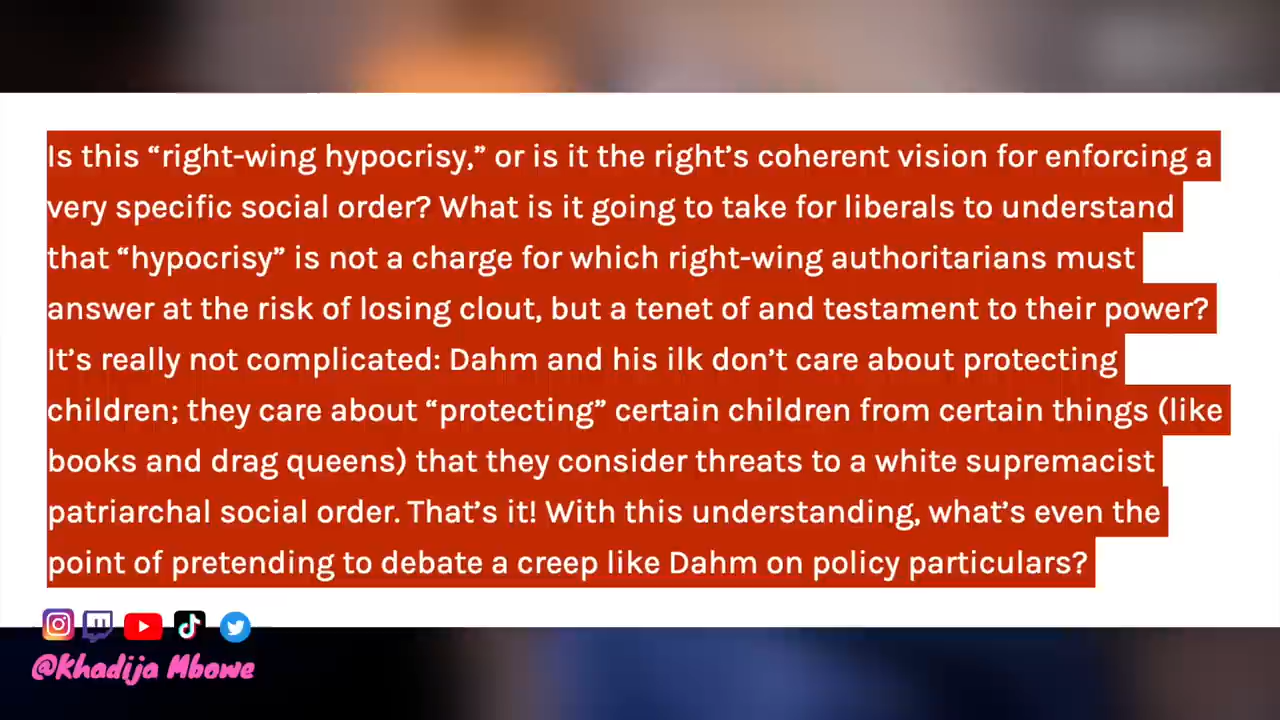 Is this “right-wing hypocrisy,” or is it the right’s coherent vision for enforcing a
very specific social order? What is it going to take for liberals to understand
that “hypocrisy” is not a charge for which right-wing authoritarians must
answer at the risk of losing clout, but a tenet of and testament to their power?
It’s really not complicated: Dahm and his ilk don’t care about protecting
children; they care about “protecting” certain children from certain things (like
books and drag queens) that they consider threats to a white supremacist
patriarchal social order. That’s it! With this understanding, what’s even the
point of pretending to debate a creep like Dahm on policy particulars?
@Khadija Mbowe